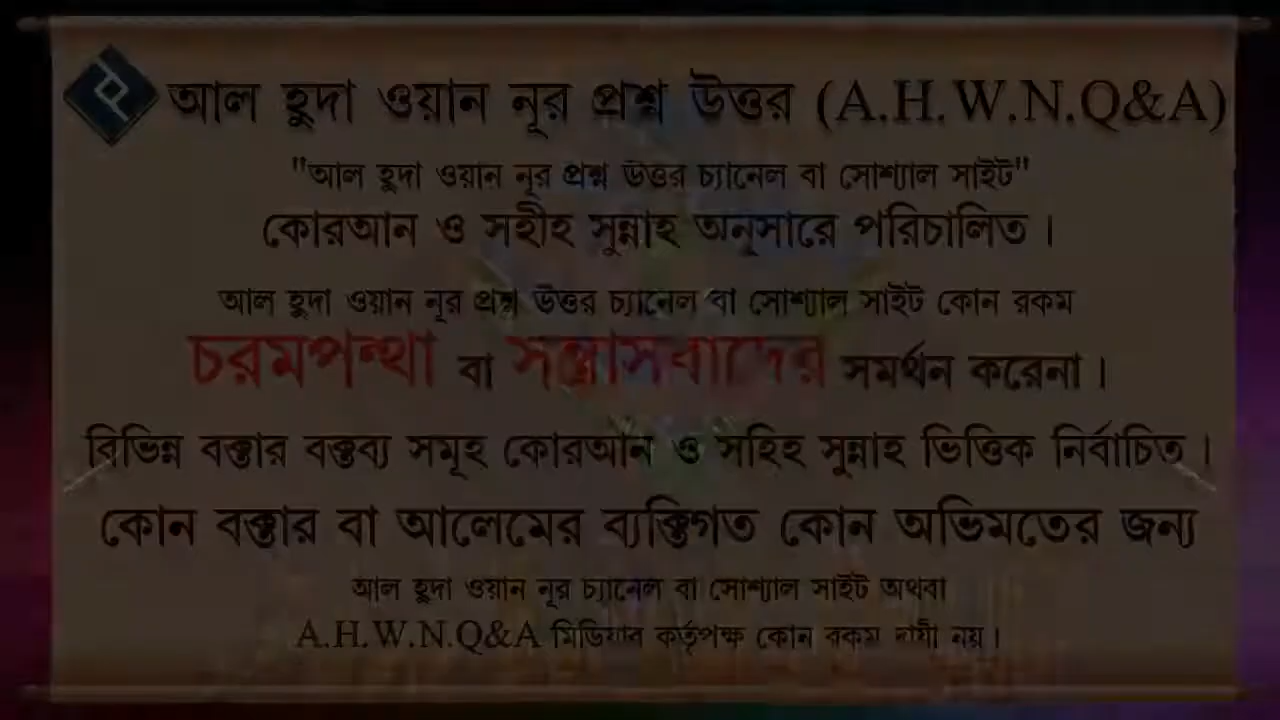 আল হুদা ওয়ান নূর প্রশ্ন উত্তর (A.H.W.N.Q&A)
"আল হুদা ওয়ান নূর প্রশ্ন উত্তর চ্যানেল বা সোশ্যাল সাইট"
কোরআন ও সহীহ সুন্নাহ অনুসারে পরিচালিত।
আল হুদা ওয়ান নূর প্রশ্ন উত্তর চ্যানেল বা সোশ্যাল সাইট কোন রকম
চরমপন্থা বা সন্ত্রাসবাদের সমর্থন করেনা।
বিভিন্ন বক্তার বক্তব্য সমূহ কোরআন ও সহিহ সুন্নাহ ভিত্তিক নির্বাচিত।
কোন বক্তার বা আলেমের ব্যক্তিগত কোন অভিমতের জন্য
আল হুদা ওয়ান নূর চ্যানেল বা সোশ্যাল সাইট অথবা
A.H.W.N.Q&A মিডিয়ার কর্তৃপক্ষ কোন রকম দায়ী নয়।